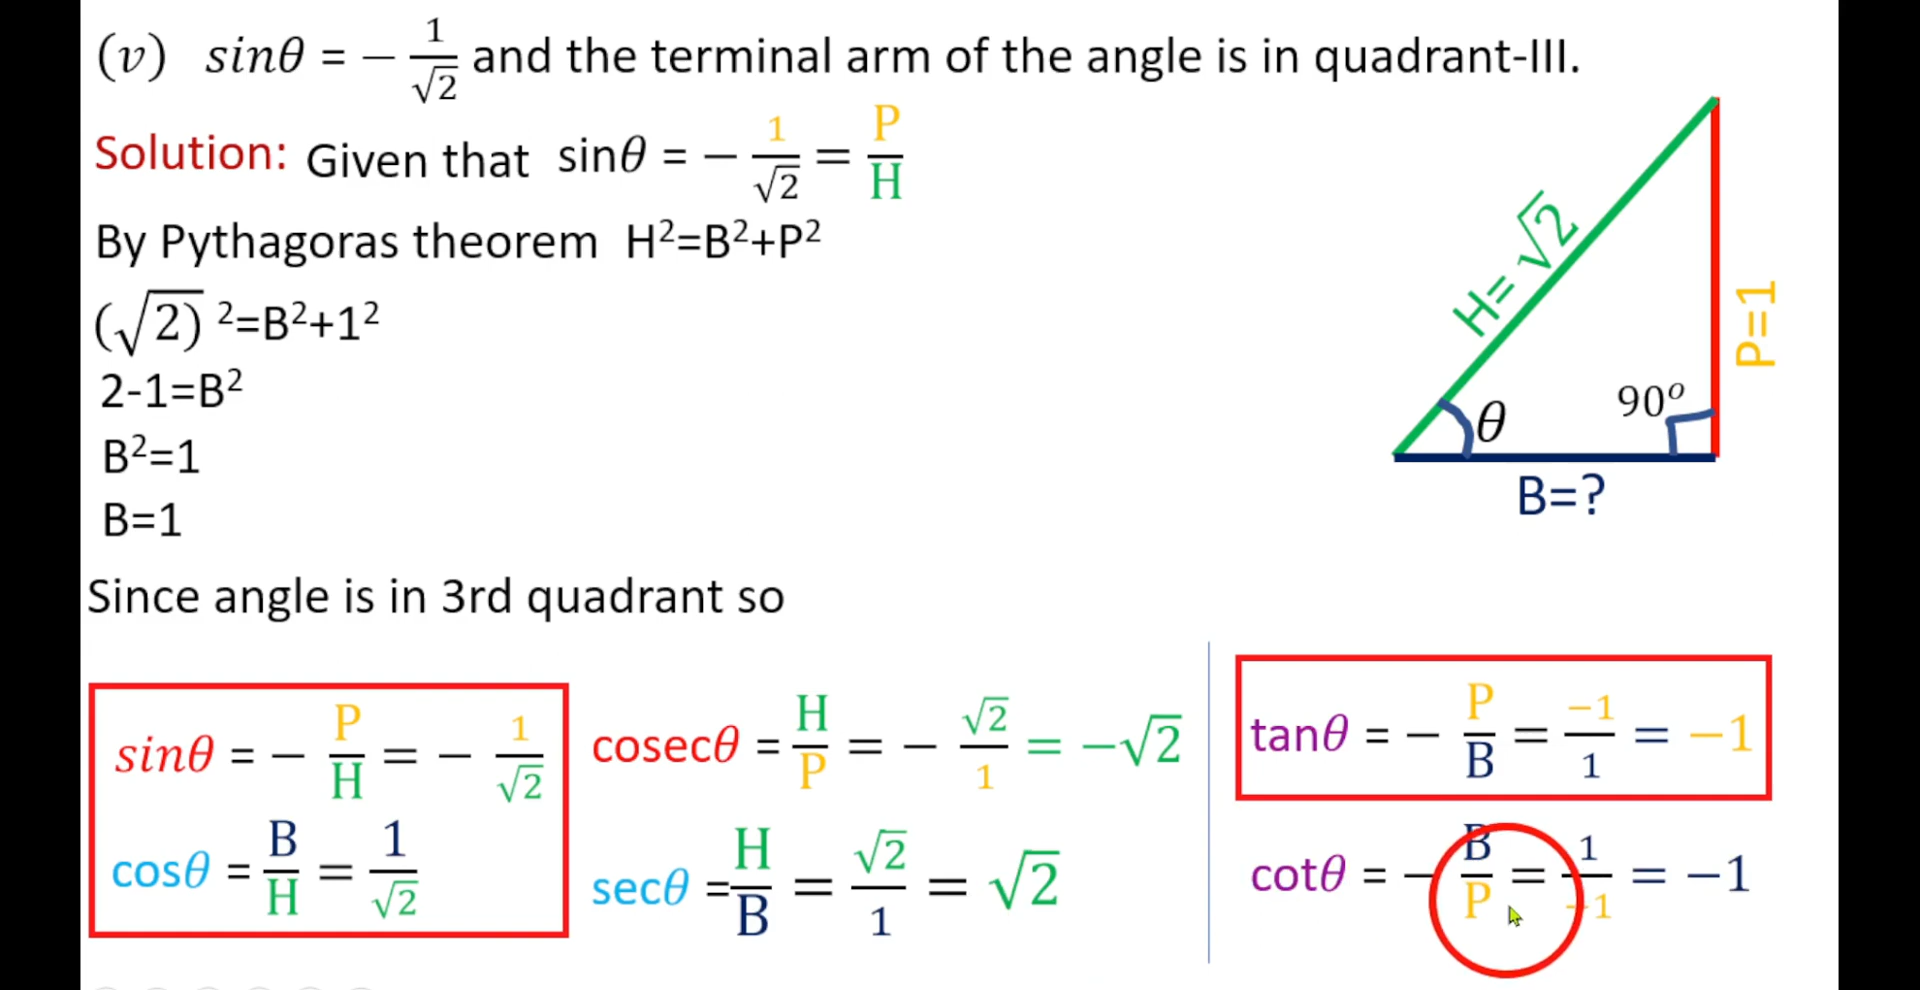 (v) sinθ = − 1/√2 and the terminal arm of the angle is in quadrant-III.
Solution: Given that sinθ = − 1/√2 = P/H
By Pythagoras theorem H²=B²+P²
(√2)²=B²+1²
2-1=B²
B²=1
B=1
H= √2
P=1
θ
90°
B=?
Since angle is in 3rd quadrant so
sinθ = − P/H = − 1/√2
cosθ = B/H = 1/√2
cosecθ = H/P = − √2/1 = −√2
secθ = H/B = √2/1 = √2
tanθ = − P/B = −1/1 = −1
cotθ = − B/P = 1/−1 = −1